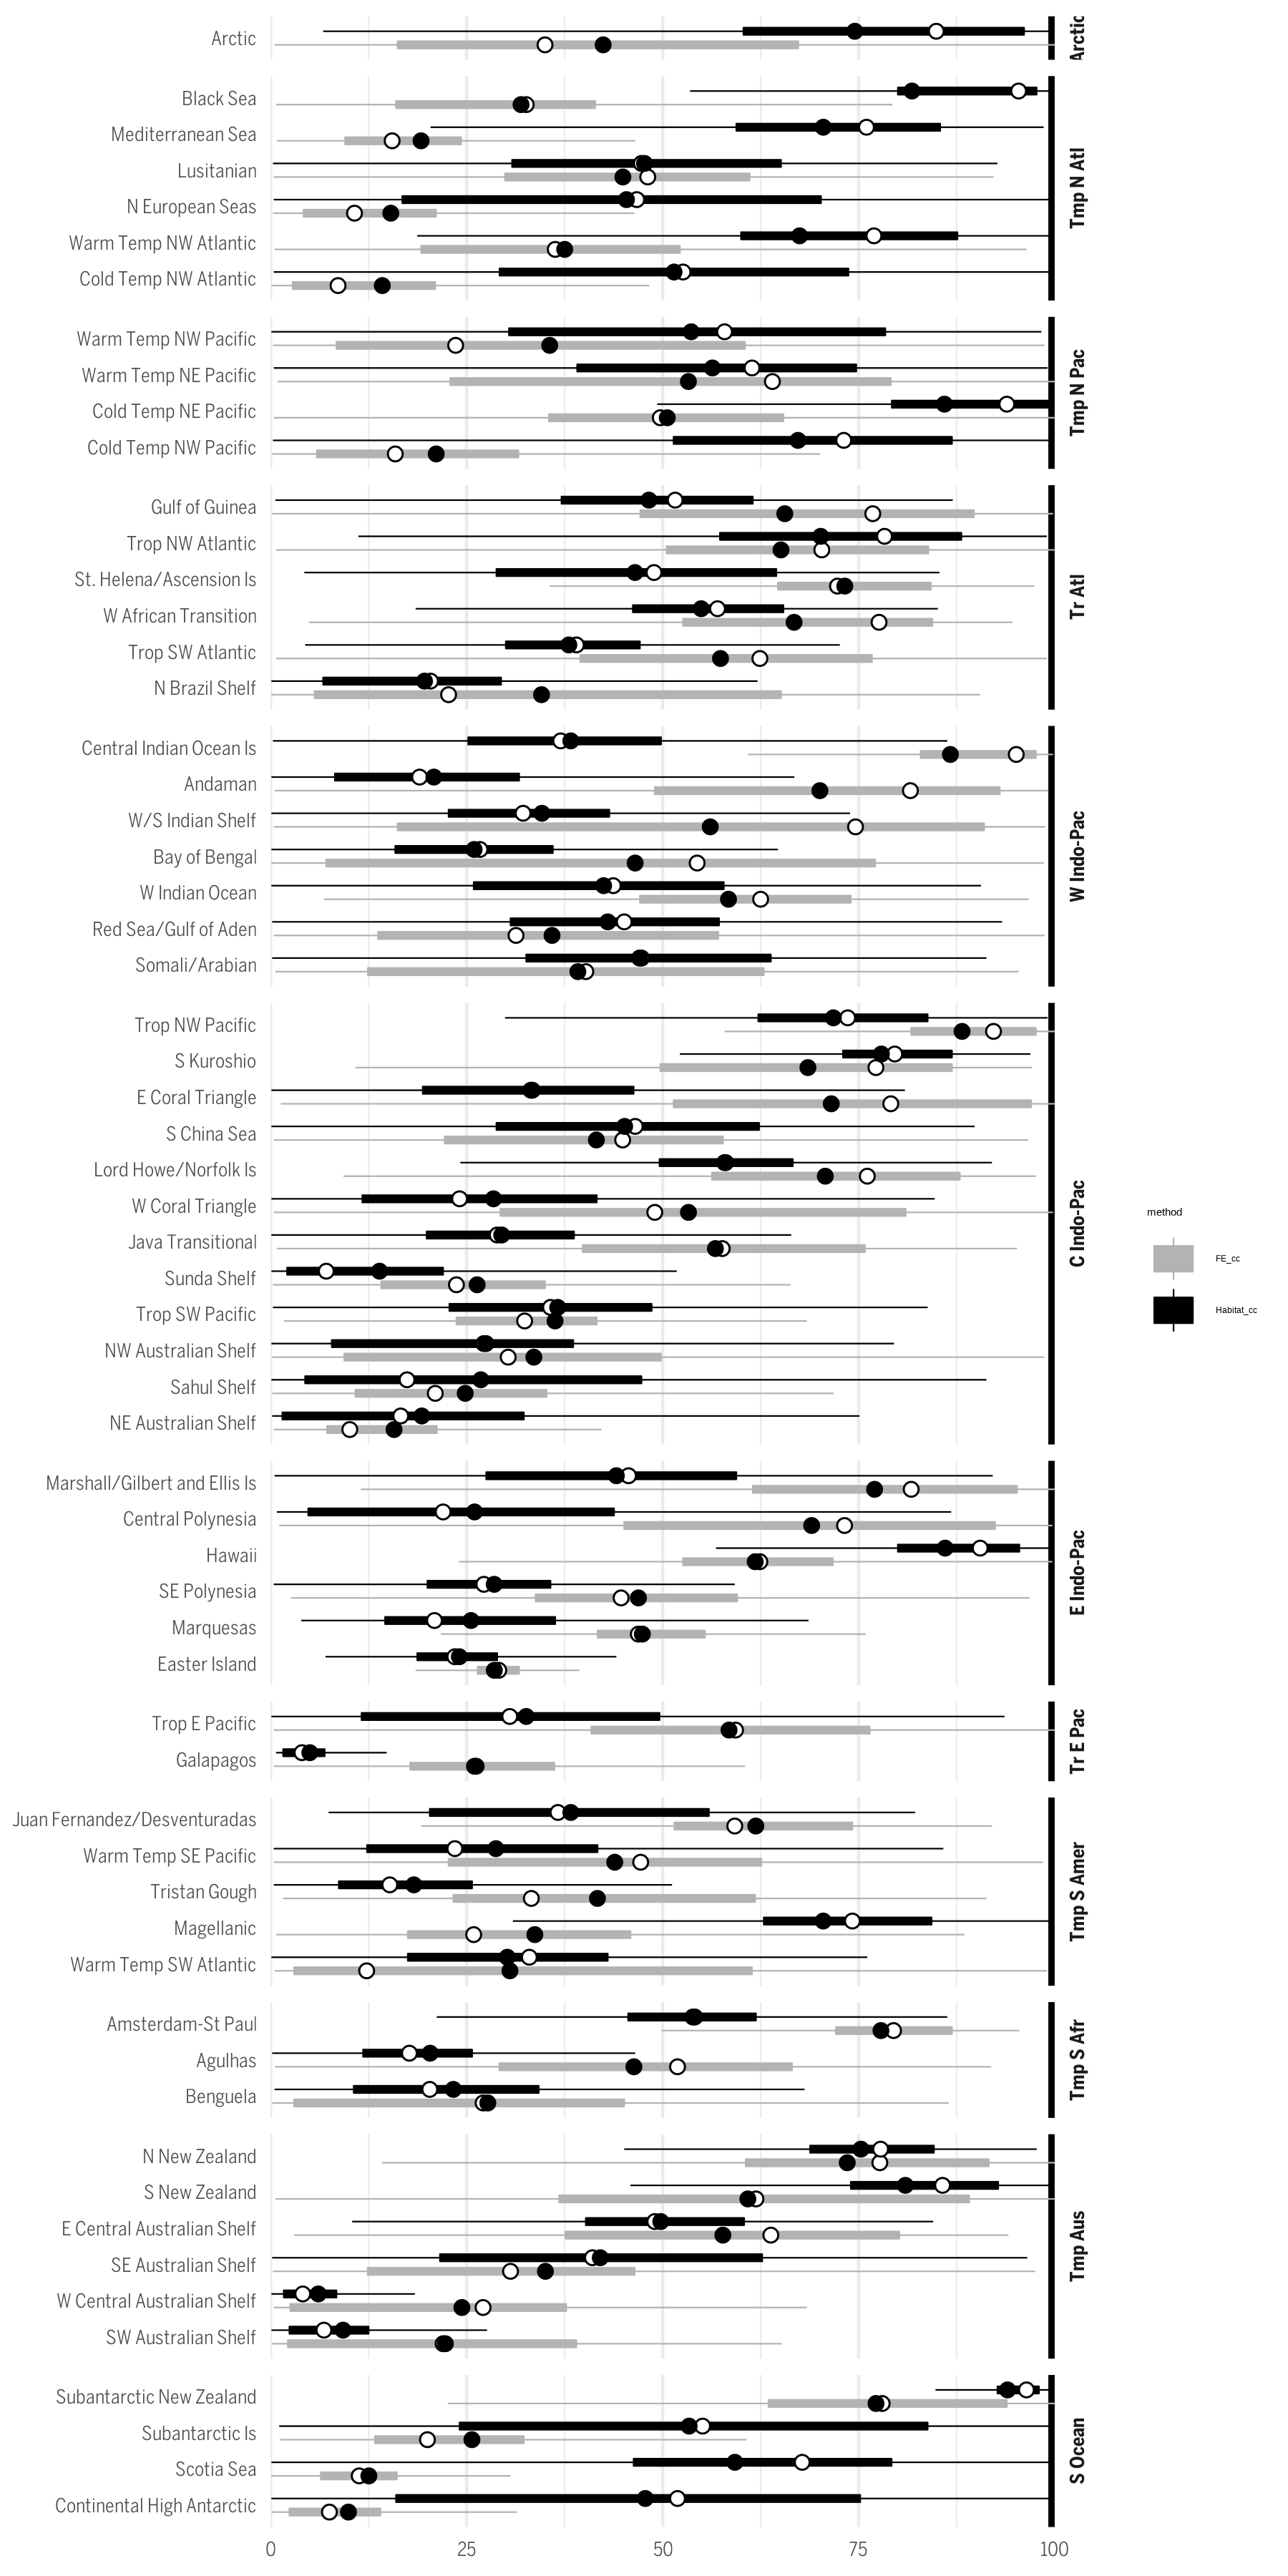 Arctic
Arctic
Black Sea
Mediterranean Sea
Lusitanian
N European Seas
Warm Temp NW Atlantic
Cold Temp NW Atlantic
Tmp N Atl
Warm Temp NW Pacific
Warm Temp NE Pacific
Cold Temp NE Pacific
Cold Temp NW Pacific
Tmp N Pac
Gulf of Guinea
Trop NW Atlantic
St. Helena/Ascension Is
W African Transition
Trop SW Atlantic
N Brazil Shelf
Tr Atl
Central Indian Ocean Is
Andaman
W/S Indian Shelf
Bay of Bengal
W Indian Ocean
Red Sea/Gulf of Aden
Somali/Arabian
W Indo-Pac
Trop NW Pacific
S Kuroshio
E Coral Triangle
S China Sea
Lord Howe/Norfolk Is
W Coral Triangle
Java Transitional
Sunda Shelf
Trop SW Pacific
NW Australian Shelf
Sahul Shelf
NE Australian Shelf
C Indo-Pac
Marshall/Gilbert and Ellis Is
Central Polynesia
Hawaii
SE Polynesia
Marquesas
Easter Island
E Indo-Pac
Trop E Pacific
Galapagos
Tr E Pac
Juan Fernandez/Desventuradas
Warm Temp SE Pacific
Tristan Gough
Magellanic
Warm Temp SW Atlantic
Tmp S Amer
Amsterdam-St Paul
Agulhas
Benguela
Tmp S Afr
N New Zealand
S New Zealand
E Central Australian Shelf
SE Australian Shelf
W Central Australian Shelf
SW Australian Shelf
Tmp Aus
Subantarctic New Zealand
Subantarctic Is
Scotia Sea
Continental High Antarctic
S Ocean
0 25 50 75 100
method
FE_cc
Habitat_cc